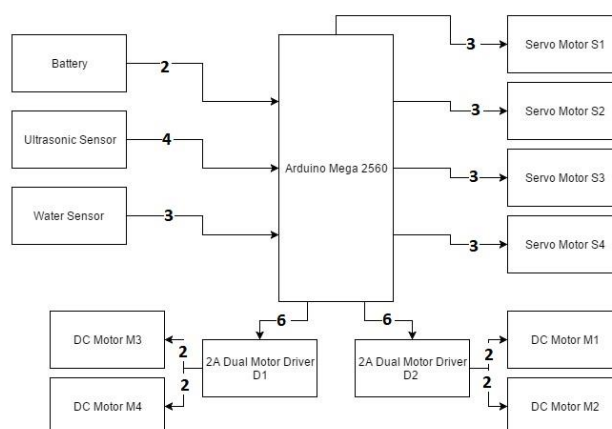 Servo Motor S1
3
Battery
2
Servo Motor S2
3
Ultrasonic Sensor
4
Arduino Mega 2560
Servo Motor S3
3
Water Sensor
3
Servo Motor S4
3
6
6
DC Motor M3
2
2A Dual Motor Driver
D1
2A Dual Motor Driver
D2
2
DC Motor M1
DC Motor M4
2
2
DC Motor M2